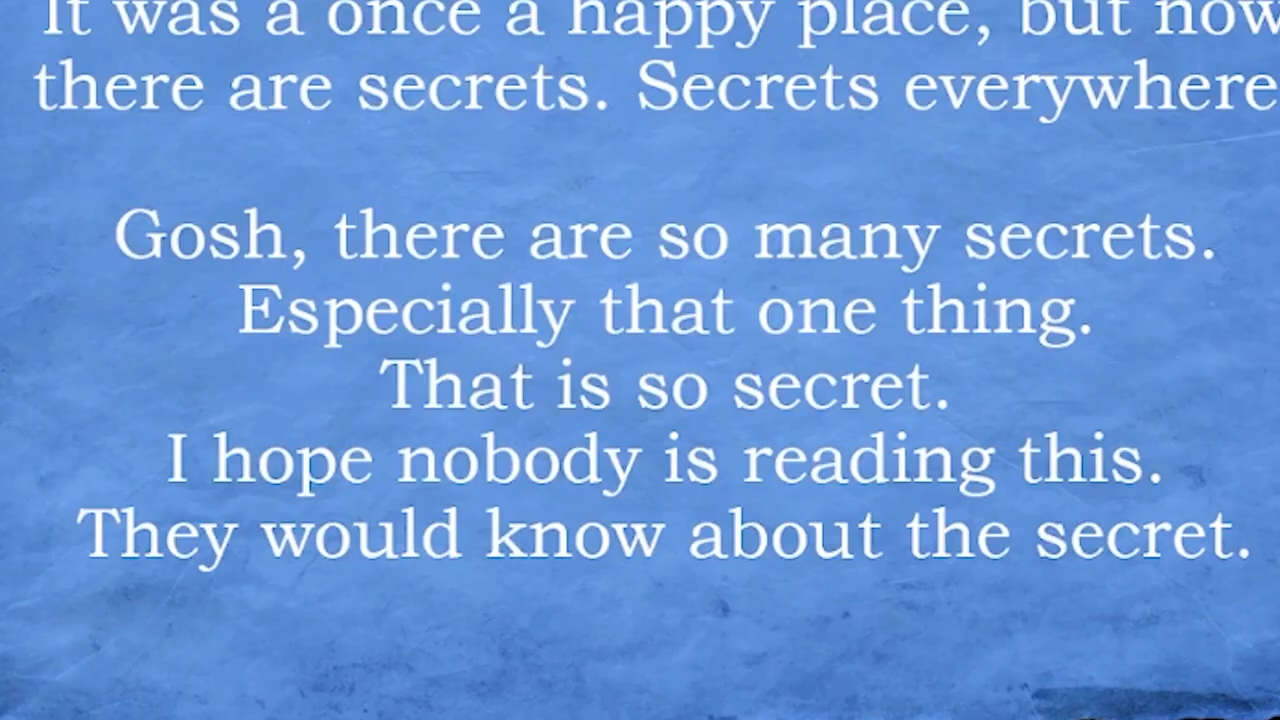 It was a once a happy place, but now
there are secrets. Secrets everywhere
Gosh, there are so many secrets.
Especially that one thing.
That is so secret.
I hope nobody is reading this.
They would know about the secret.